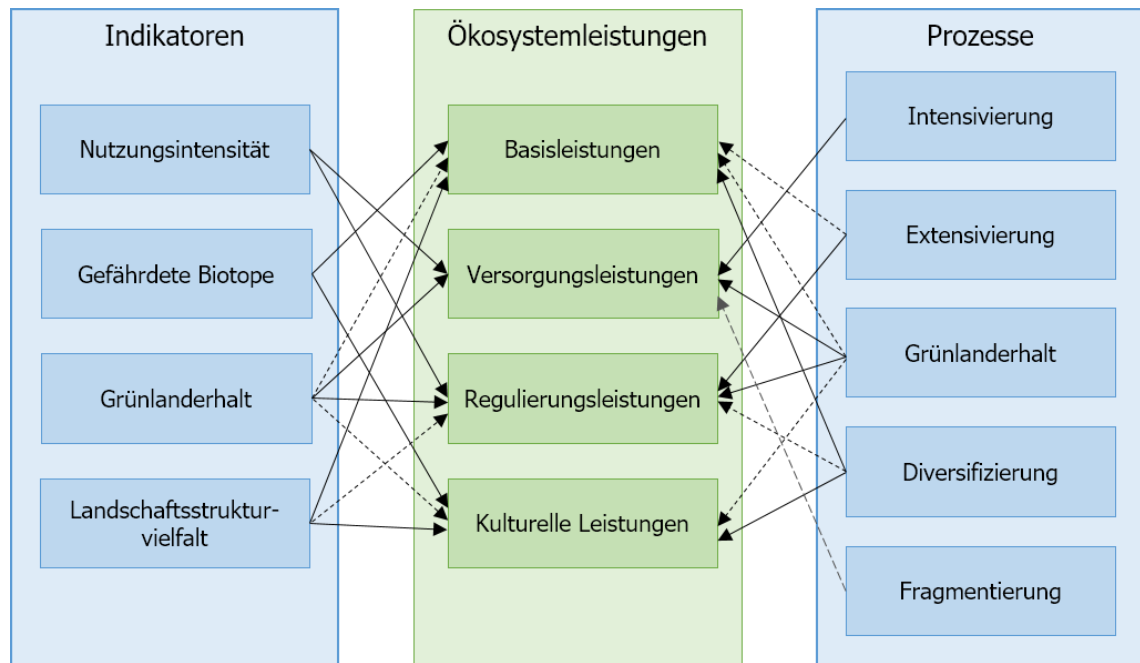 Indikatoren
Nutzungsintensität
Gefährdete Biotope
Grünlanderhalt
Landschaftsstruktur-
vielfalt
Ökosystemleistungen
Basisleistungen
Versorgungsleistungen
Regulierungsleistungen
Kulturelle Leistungen
Prozesse
Intensivierung
Extensivierung
Grünlanderhalt
Diversifizierung
Fragmentierung